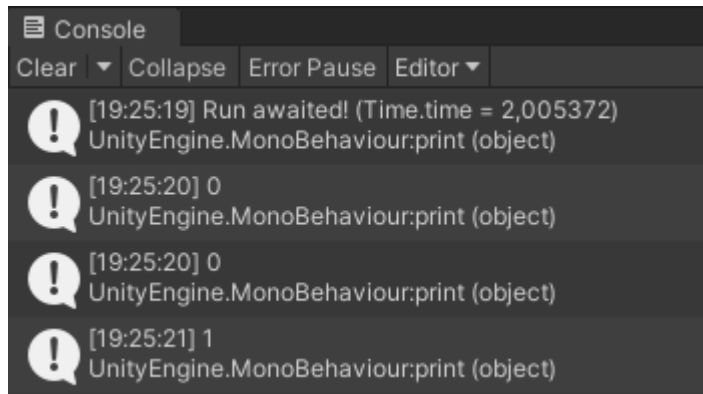 Console
Clear Collapse Error Pause Editor
[19:25:19] Run awaited! (Time.time = 2,005372)
UnityEngine.MonoBehaviour:print (object)
[19:25:20] 0
UnityEngine.MonoBehaviour:print (object)
[19:25:20] 0
UnityEngine.MonoBehaviour:print (object)
[19:25:21] 1
UnityEngine.MonoBehaviour:print (object)